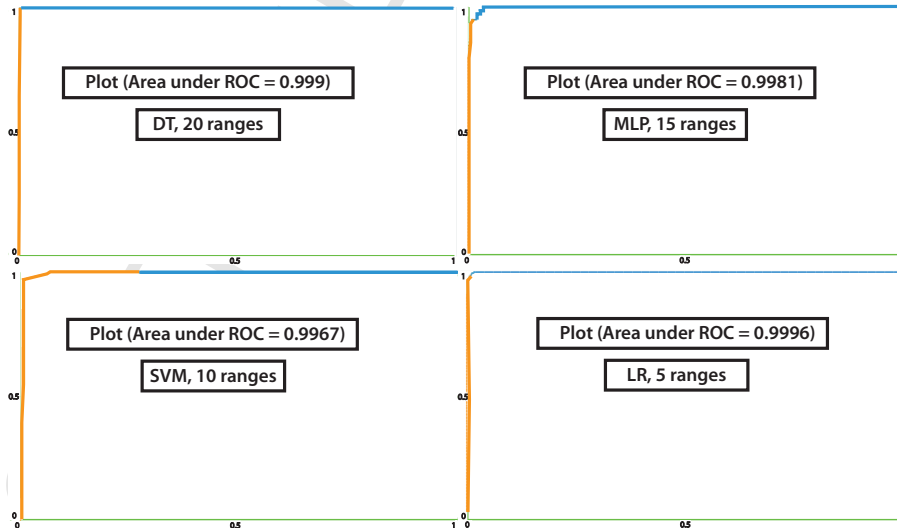 1
Plot (Area under ROC = 0.999)
DT, 20 ranges
0.5
0
0
0.5
1
1
Plot (Area under ROC = 0.9981)
MLP, 15 ranges
0.5
0
0.5
1
Plot (Area under ROC = 0.9967)
SVM, 10 ranges
0.5
0
0
0.5
1
1
Plot (Area under ROC = 0.9996)
LR, 5 ranges
0.5
0
0.5